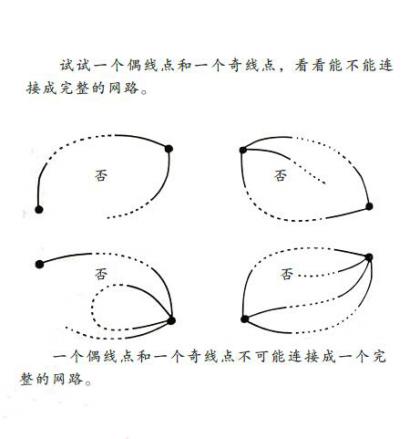 试试一个偶线点和一个奇线点，看看能不能连
接成完整的网路。
否
否
否
否
一个偶线点和一个奇线点不可能连接成一个完
整的网路。